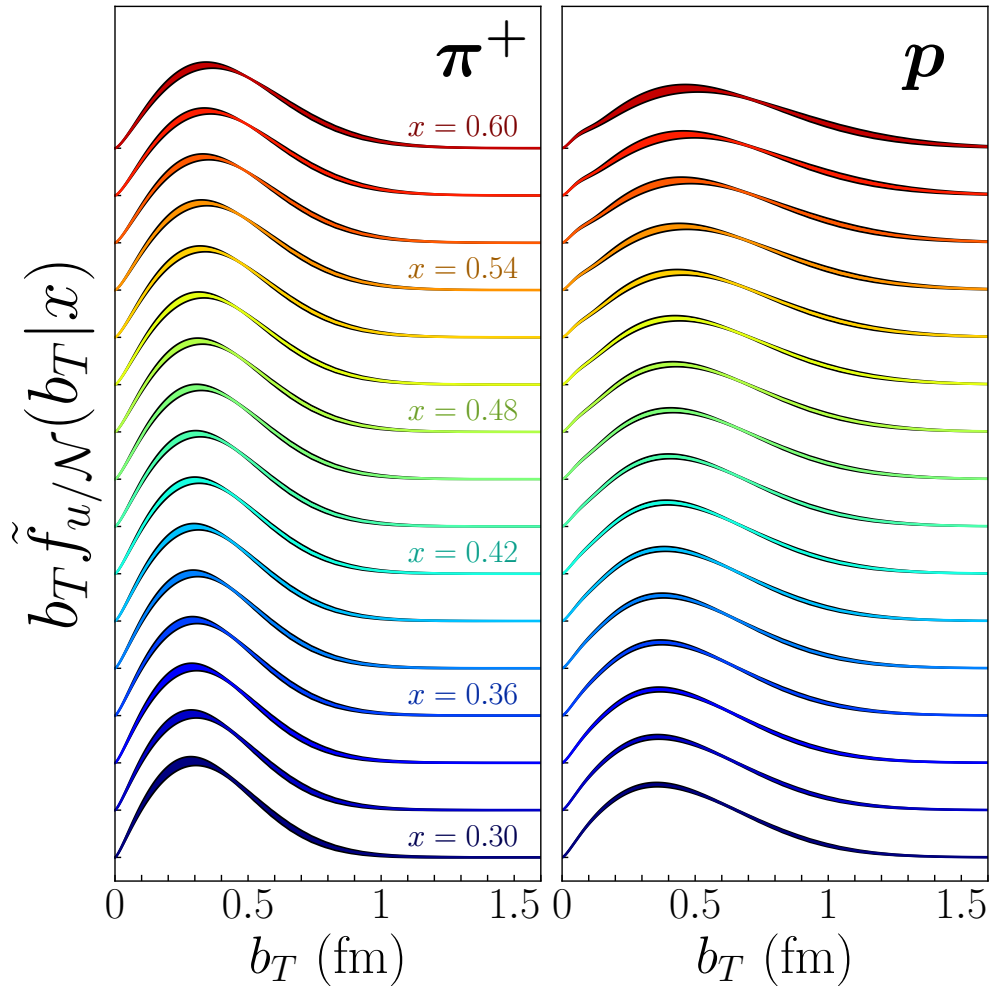 π⁺
p
x = 0.60
x = 0.54
x = 0.48
x = 0.42
x = 0.36
x = 0.30
b_T f̃_{u/𝒩}(b_T|x)
0 0.5 1 1.5
0 0.5 1 1.5
b_T (fm)
b_T (fm)